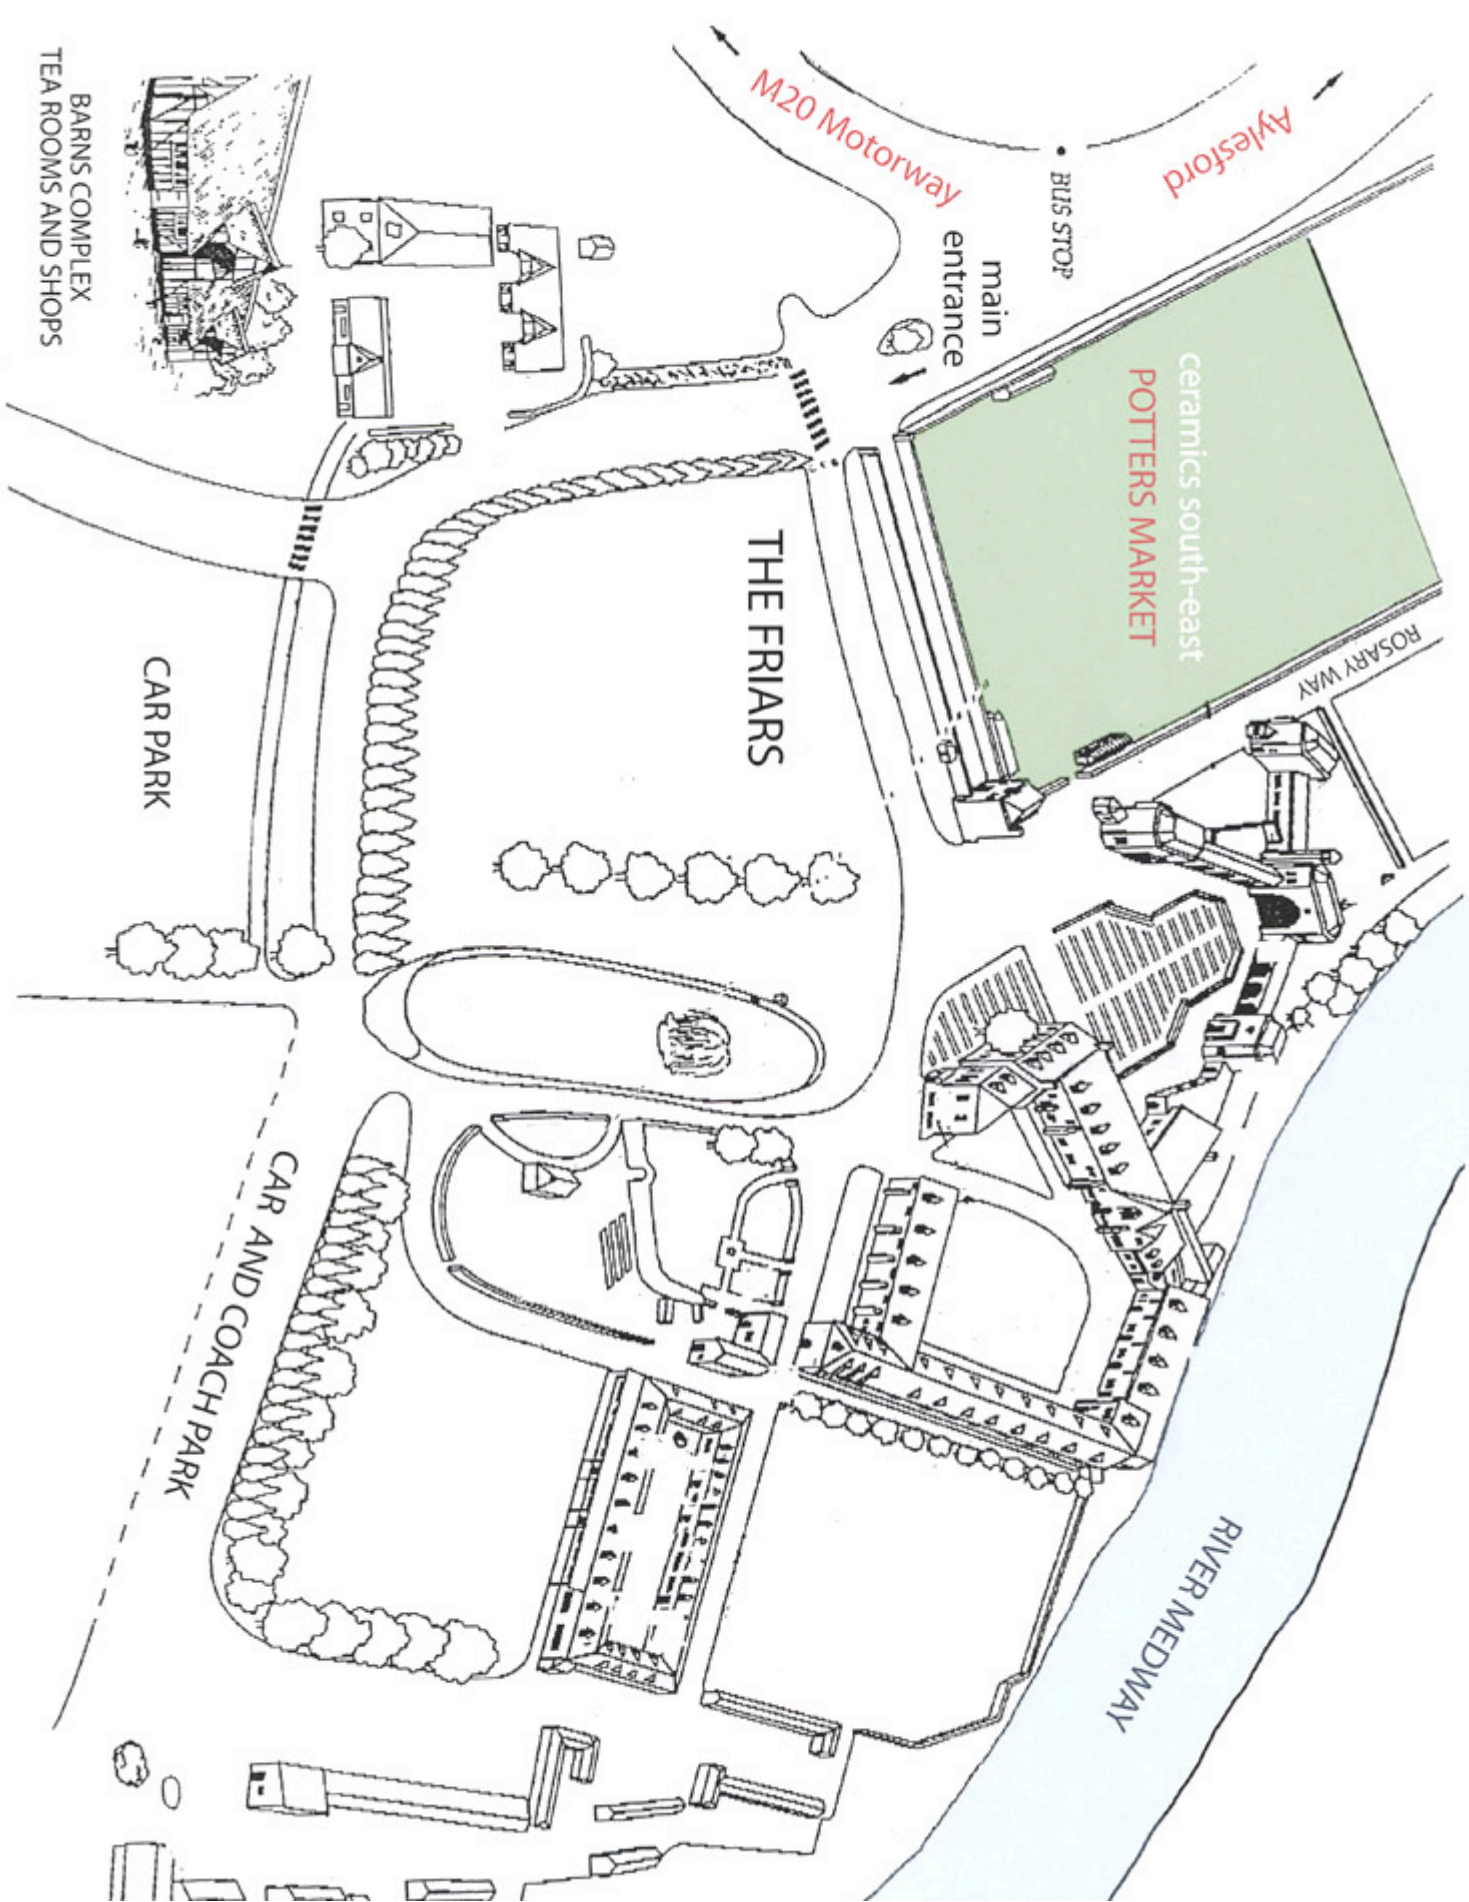 M20 Motorway
Aylesford
BUS STOP
main
entrance
ceramics south-east
POTTERS MARKET
ROSARY WAY
BARNS COMPLEX
TEA ROOMS AND SHOPS
THE FRIARS
CAR PARK
CAR AND COACH PARK
RIVER MEDWAY